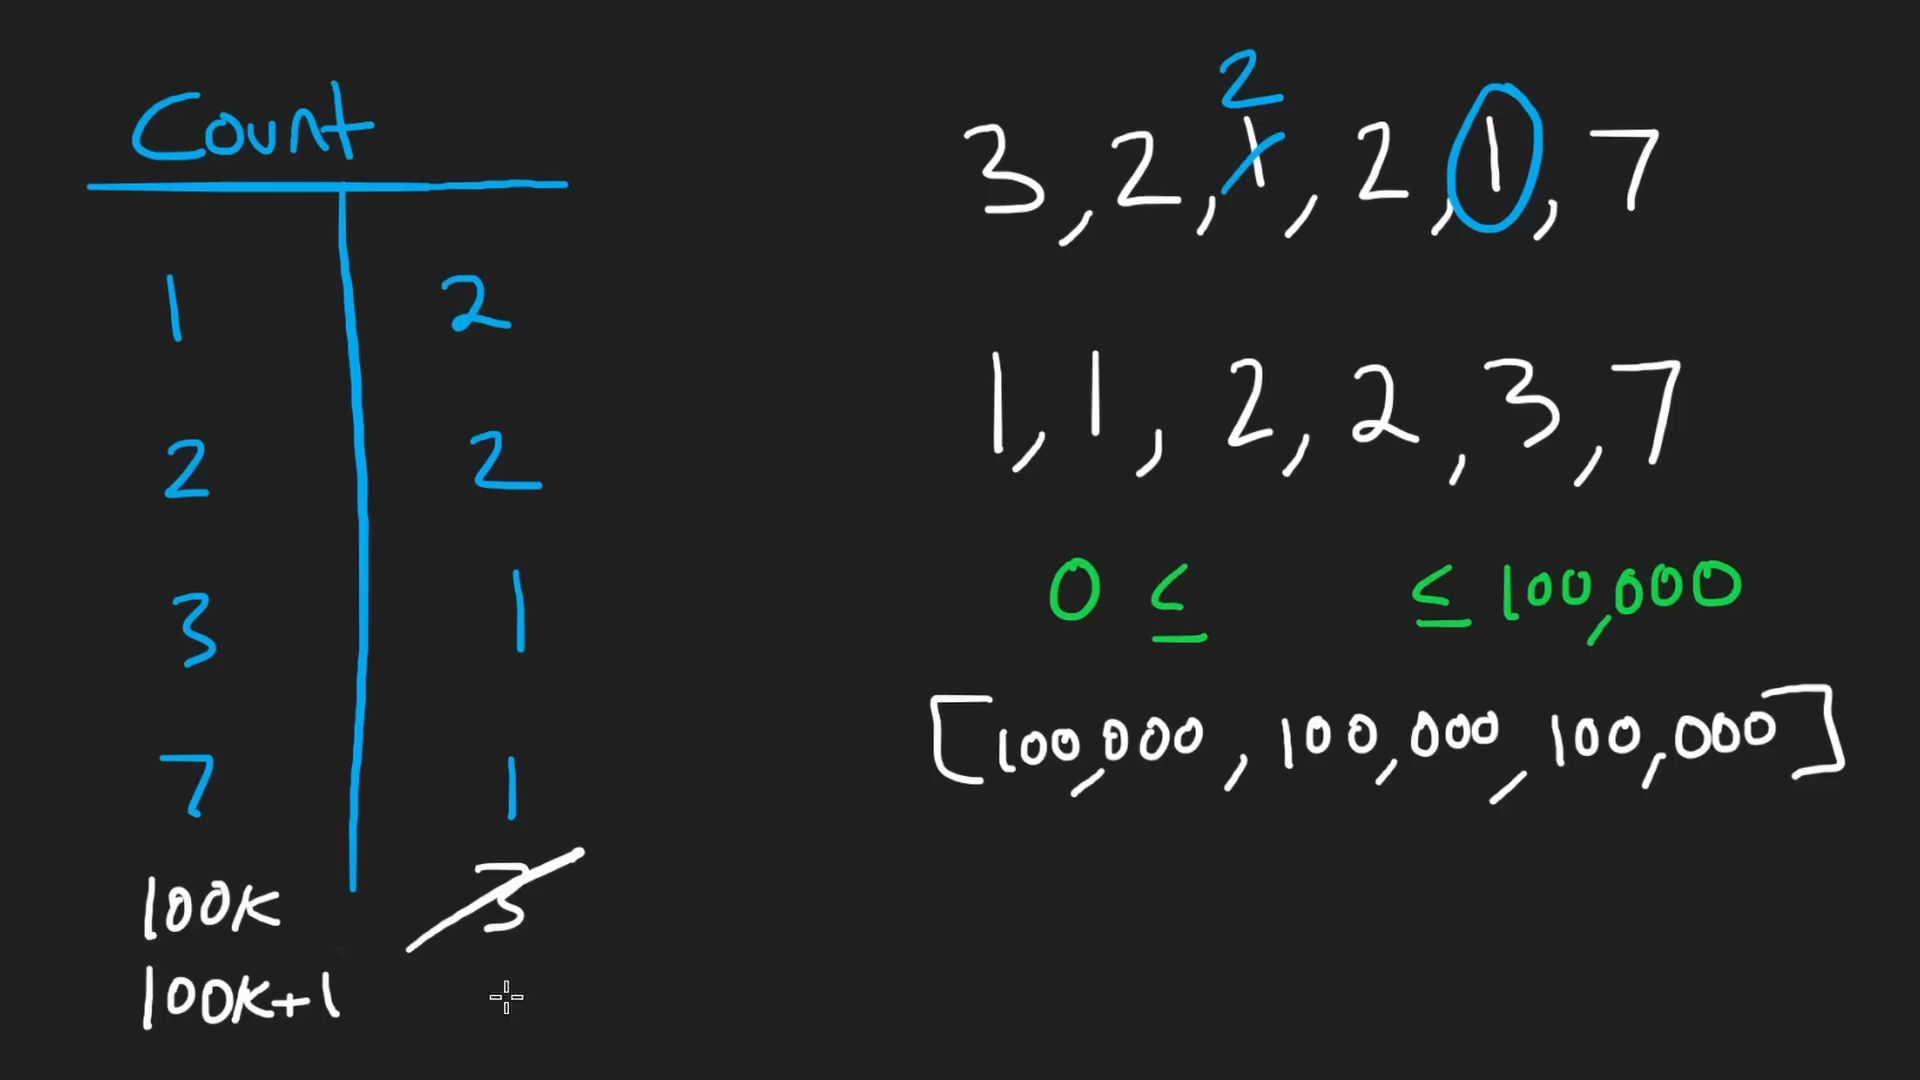 Count
1 2
2 2
3 1
7 1
100K 3
100K+1
2
3, 2, 1, 2, 1, 7
1, 1, 2, 2, 3, 7
0 ≤ ≤ 100,000
[100,000, 100,000, 100,000]